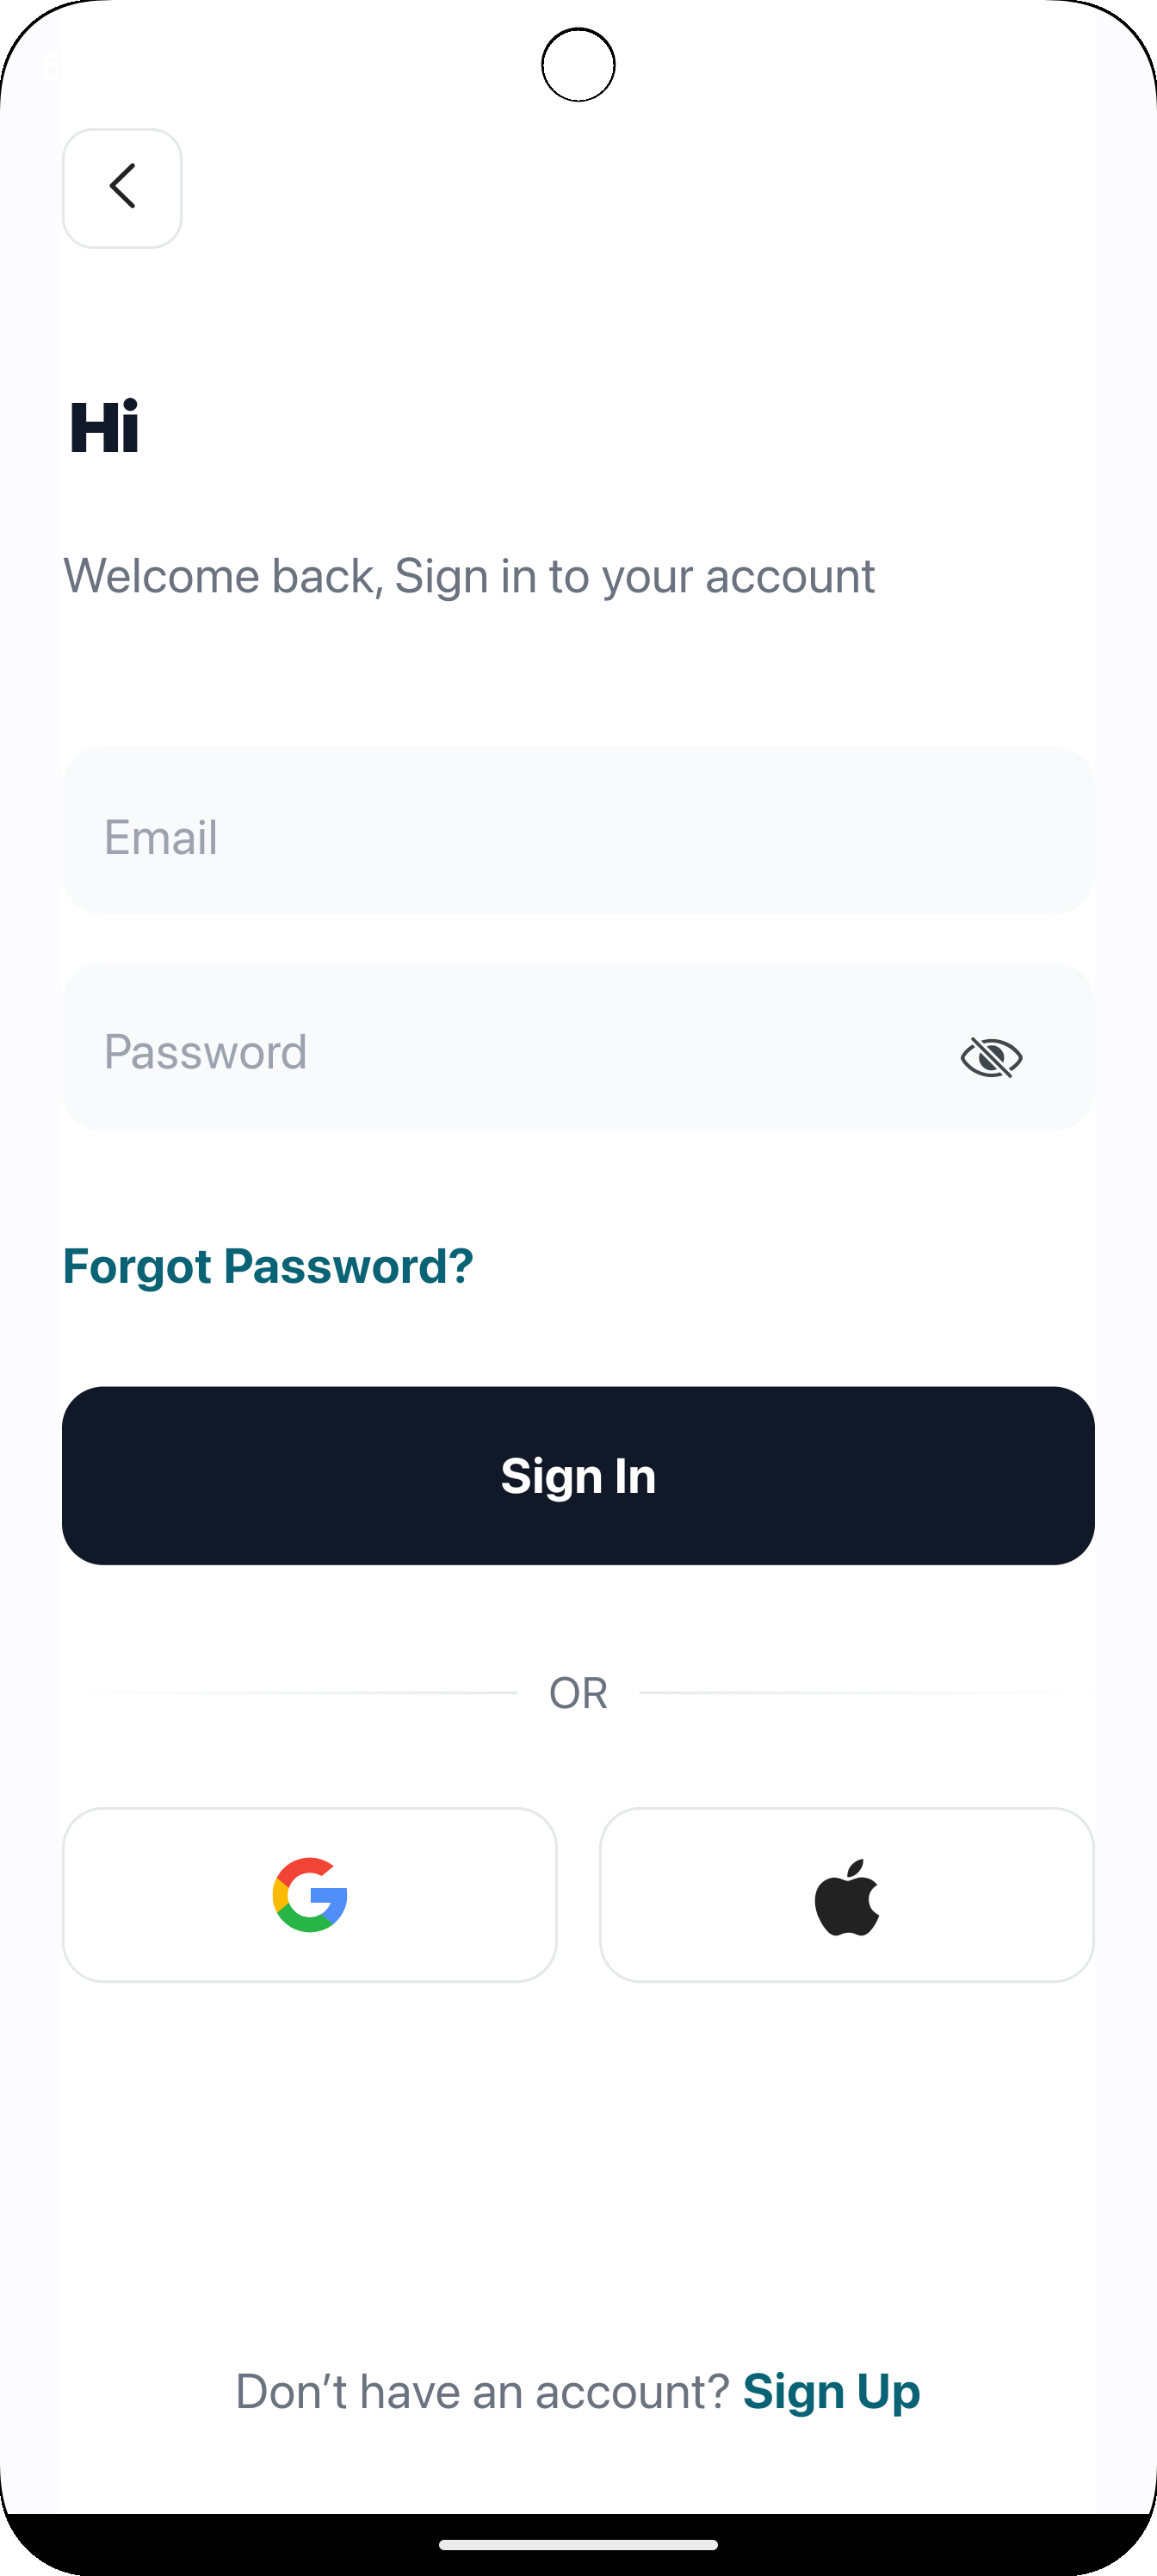 Hi
Welcome back, Sign in to your account
Email
Password
Forgot Password?
Sign In
OR
Don’t have an account? Sign Up